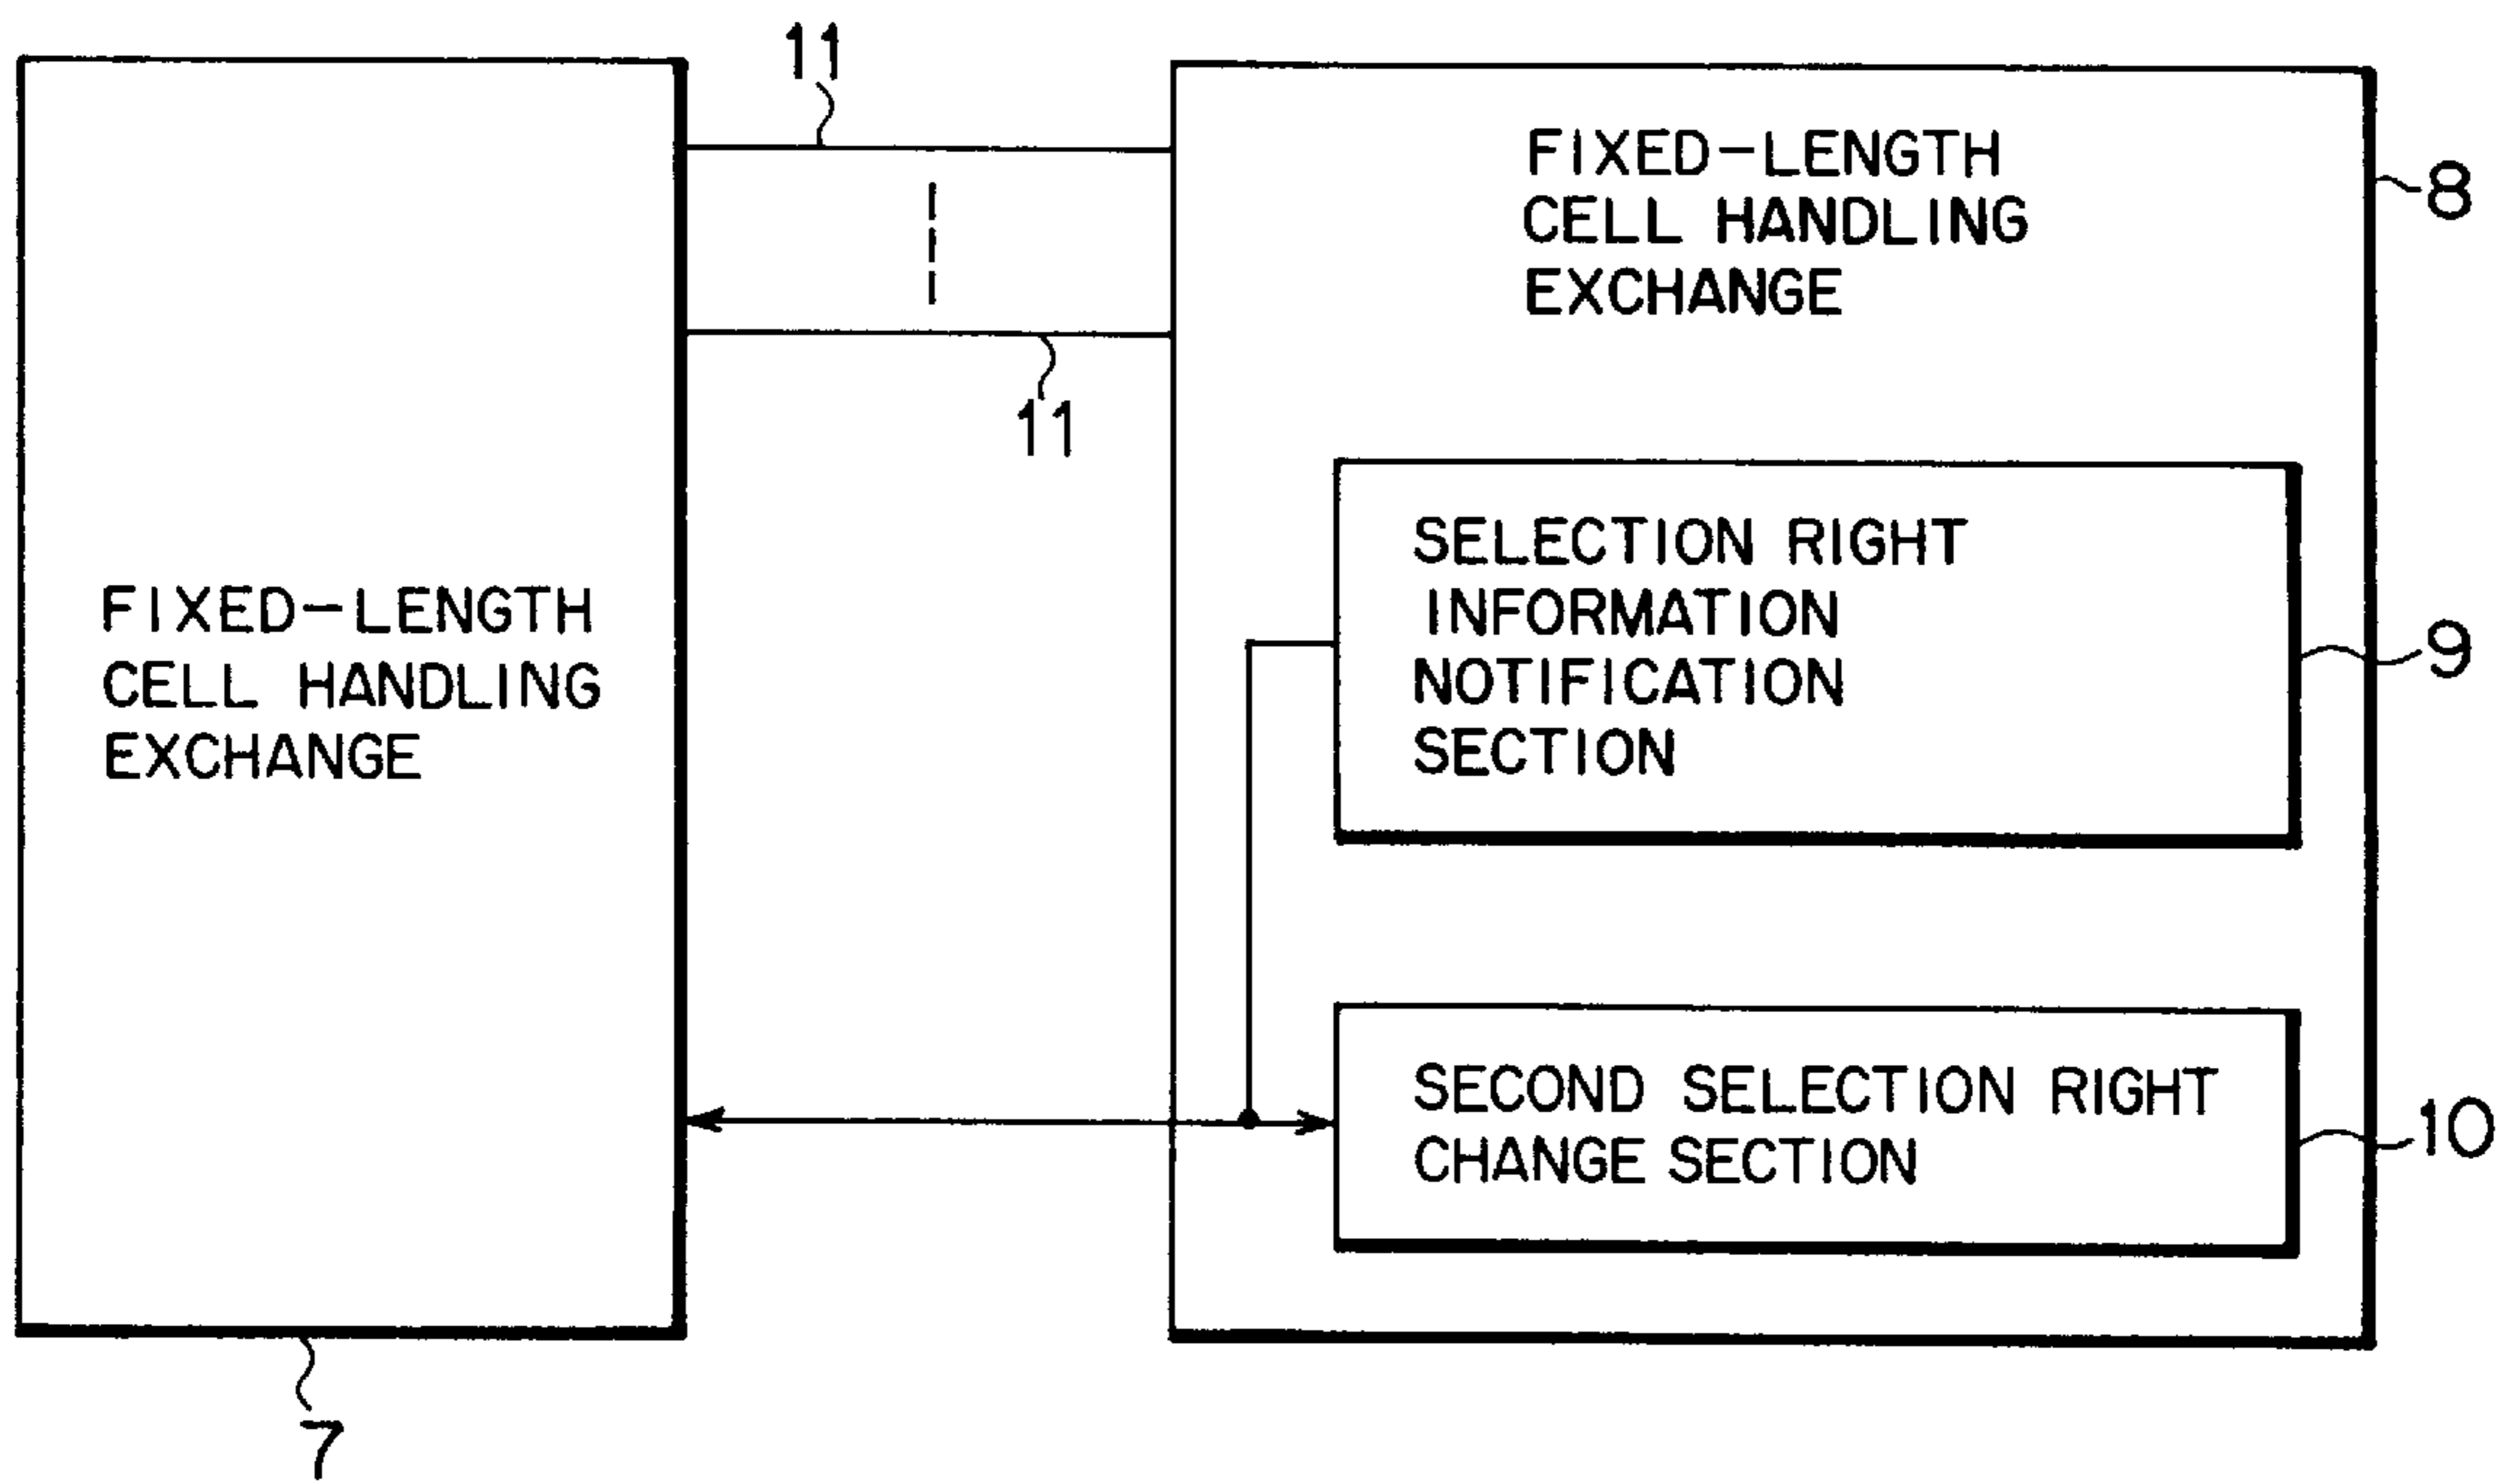 11
FIXED-LENGTH
CELL HANDLING
EXCHANGE
8
11
SELECTION RIGHT
INFORMATION
NOTIFICATION
SECTION
9
FIXED-LENGTH
CELL HANDLING
EXCHANGE
SECOND SELECTION RIGHT
CHANGE SECTION
10
7